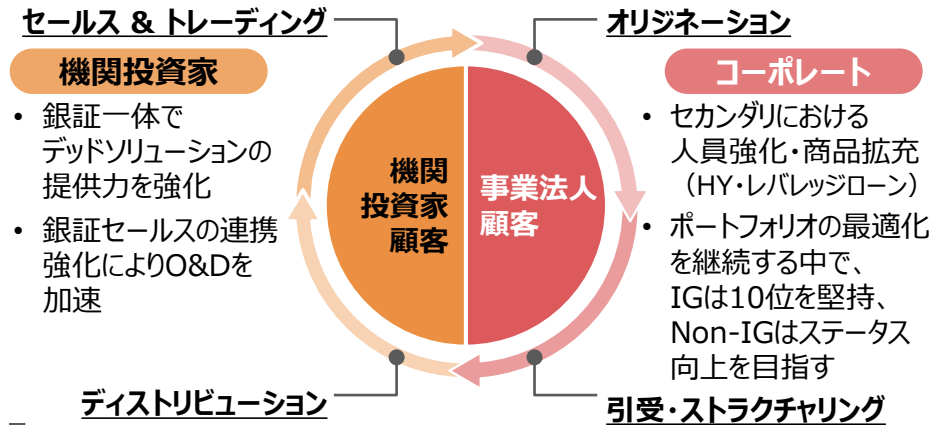 セールス & トレーディング
機関投資家
• 銀証一体で
デッドソリューションの
提供力を強化
• 銀証セールスの連携
強化によりO&Dを
加速
機関
投資家
顧客
事業法人
顧客
オリジネーション
コーポレート
• セカンダリにおける
人員強化・商品拡充
（HY・レバレッジローン）
• ポートフォリオの最適化
を継続する中で、
IGは10位を堅持、
Non-IGはステータス
向上を目指す
ディストリビューション
引受・ストラクチャリング